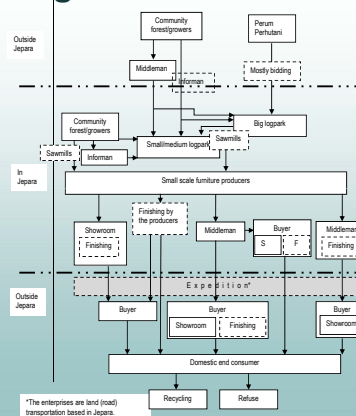 Outside
Jepara
Community
forest/growers
Perum
Perhutani
Middleman
Informan
Mostly bidding
Community
forest/growers
Big logpark
Sawmills
Informan
Small/medium logpark
Sawmills
In
Jepara
Small scale furniture producers
Showroom
Finishing
Finishing by
the producers
Middleman
Buyer
S
F
Middleman
Finishing
Expedition*
Outside
Jepara
Buyer
Buyer
Showroom
Finishing
Buyer
Showroom
Domestic end consumer
Recycling
Refuse
*The enterprises are land (road)
transportation based in Jepara.